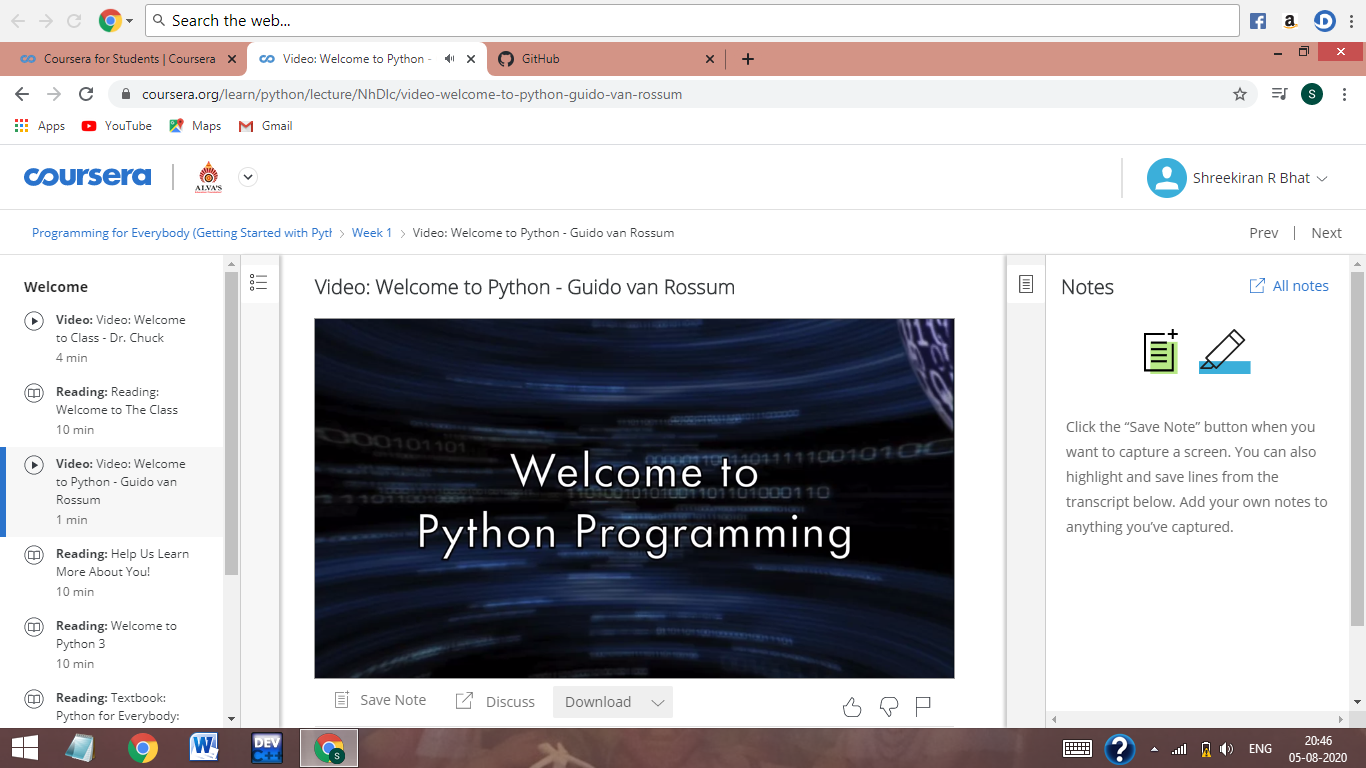 Search the web...
Coursera for Students | Coursera
Video: Welcome to Python -
GitHub
coursera.org/learn/python/lecture/NhDlc/video-welcome-to-python-guido-van-rossum
S
Apps
YouTube
Maps
Gmail
coursera
ALVA'S
Shreekiran R Bhat
Programming for Everybody (Getting Started with Pyth
Week 1
Video: Welcome to Python - Guido van Rossum
Prev | Next
Welcome
Video: Video: Welcome
to Class - Dr. Chuck
4 min
Reading: Reading:
Welcome to The Class
10 min
Video: Video: Welcome
to Python - Guido van
Rossum
1 min
Reading: Help Us Learn
More About You!
10 min
Reading: Welcome to
Python 3
10 min
Reading: Textbook:
Python for Everybody:
Video: Welcome to Python - Guido van Rossum
Welcome to
Python Programming
Save Note
Discuss
Download
Notes
All notes
Click the “Save Note” button when you
want to capture a screen. You can also
highlight and save lines from the
transcript below. Add your own notes to
anything you’ve captured.
DEV
C++
S
ENG
20:46
05-08-2020